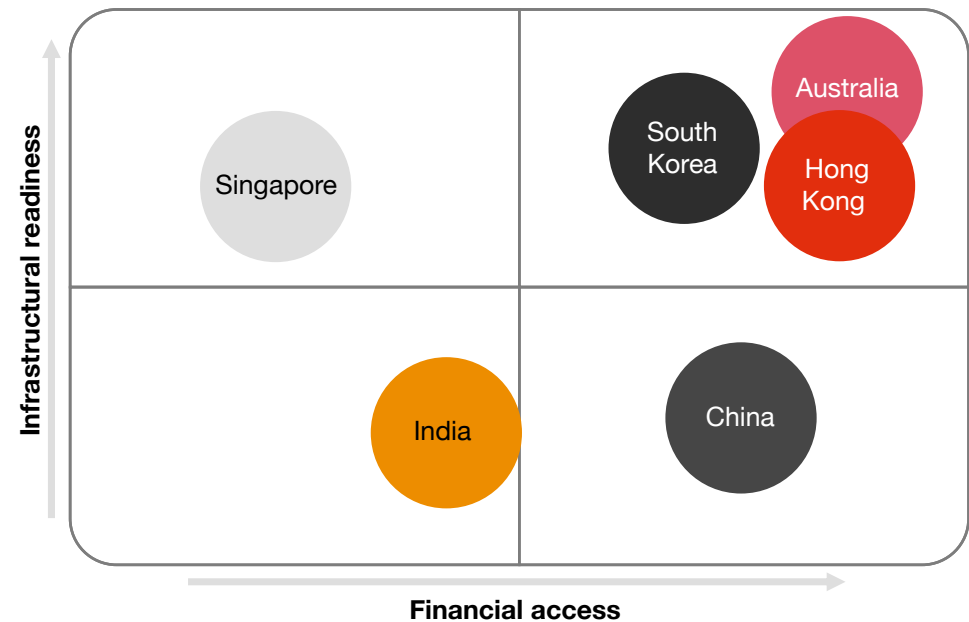 Infrastructural readiness
Singapore
South
Korea
Australia
Hong
Kong
India
China
Financial access